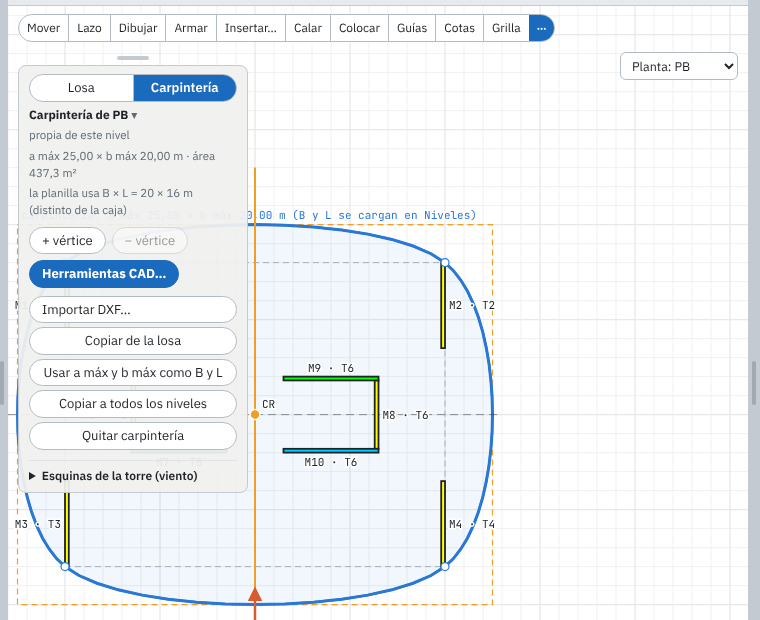 Mover Lazo Dibujar Armar Insertar... Calar Colocar Guías Cotas Grilla ...
Planta: PB
Losa Carpintería
Carpintería de PB ▾
propia de este nivel
a máx 25,00 × b máx 20,00 m · área
437,3 m²
la planilla usa B × L = 20 × 16 m
(distinto de la caja)
.00 m (B y L se cargan en Niveles)
+ vértice − vértice
Herramientas CAD...
Importar DXF...
Copiar de la losa
Usar a máx y b máx como B y L
Copiar a todos los niveles
Quitar carpintería
▶ Esquinas de la torre (viento)
M2 · T2
M9 · T6
CR
M8 · T6
M10 · T6
M3 · T3
M4 · T4